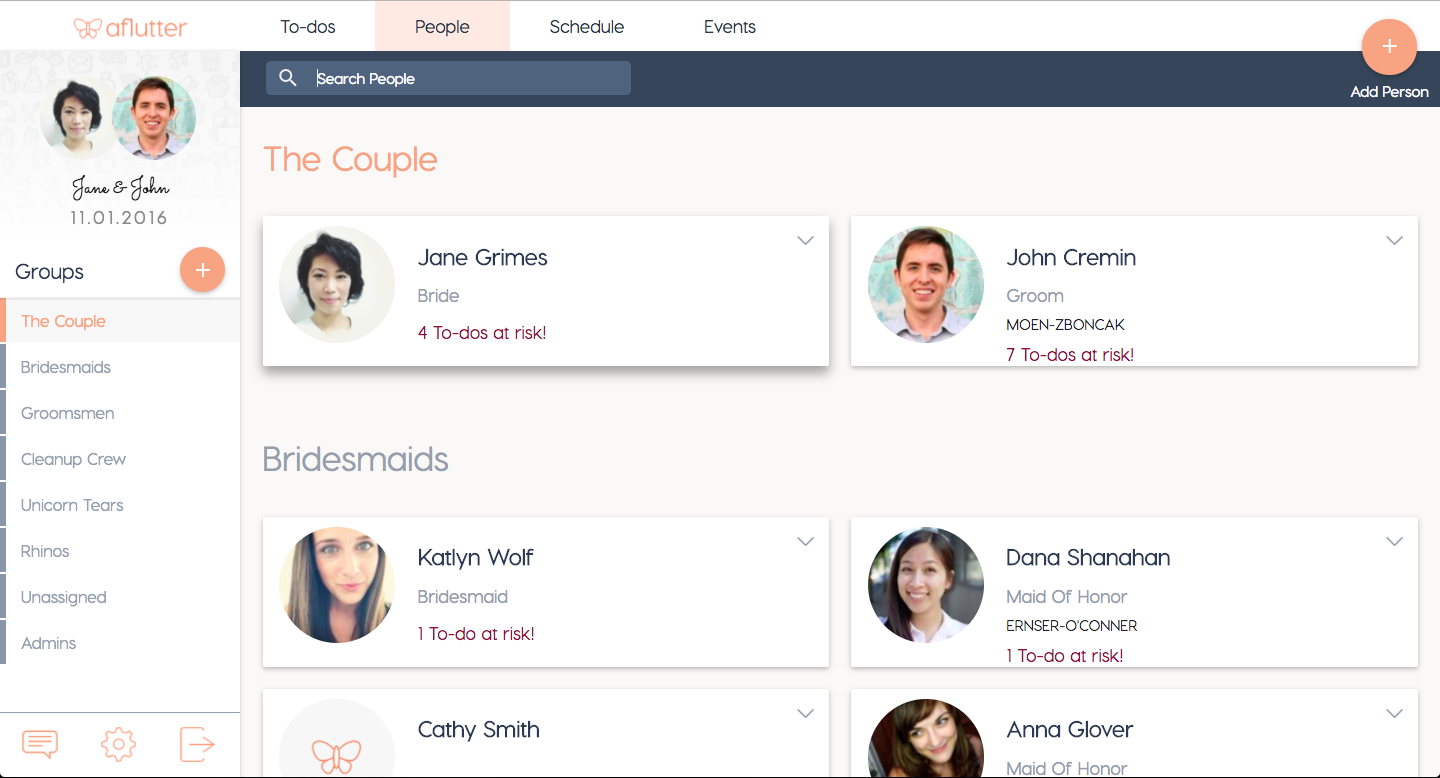 aflutter
To-dos
People
Schedule
Events
Search People
Add Person
Jane & John
11.01.2016
Groups
The Couple
Bridesmaids
Groomsmen
Cleanup Crew
Unicorn Tears
Rhinos
Unassigned
Admins
The Couple
Jane Grimes
Bride
4 To-dos at risk!
John Cremin
Groom
MOEN-ZBONCAK
7 To-dos at risk!
Bridesmaids
Katlyn Wolf
Bridesmaid
1 To-do at risk!
Dana Shanahan
Maid Of Honor
ERNSER-O'CONNER
1 To-do at risk!
Cathy Smith
Anna Glover
Maid Of Honor